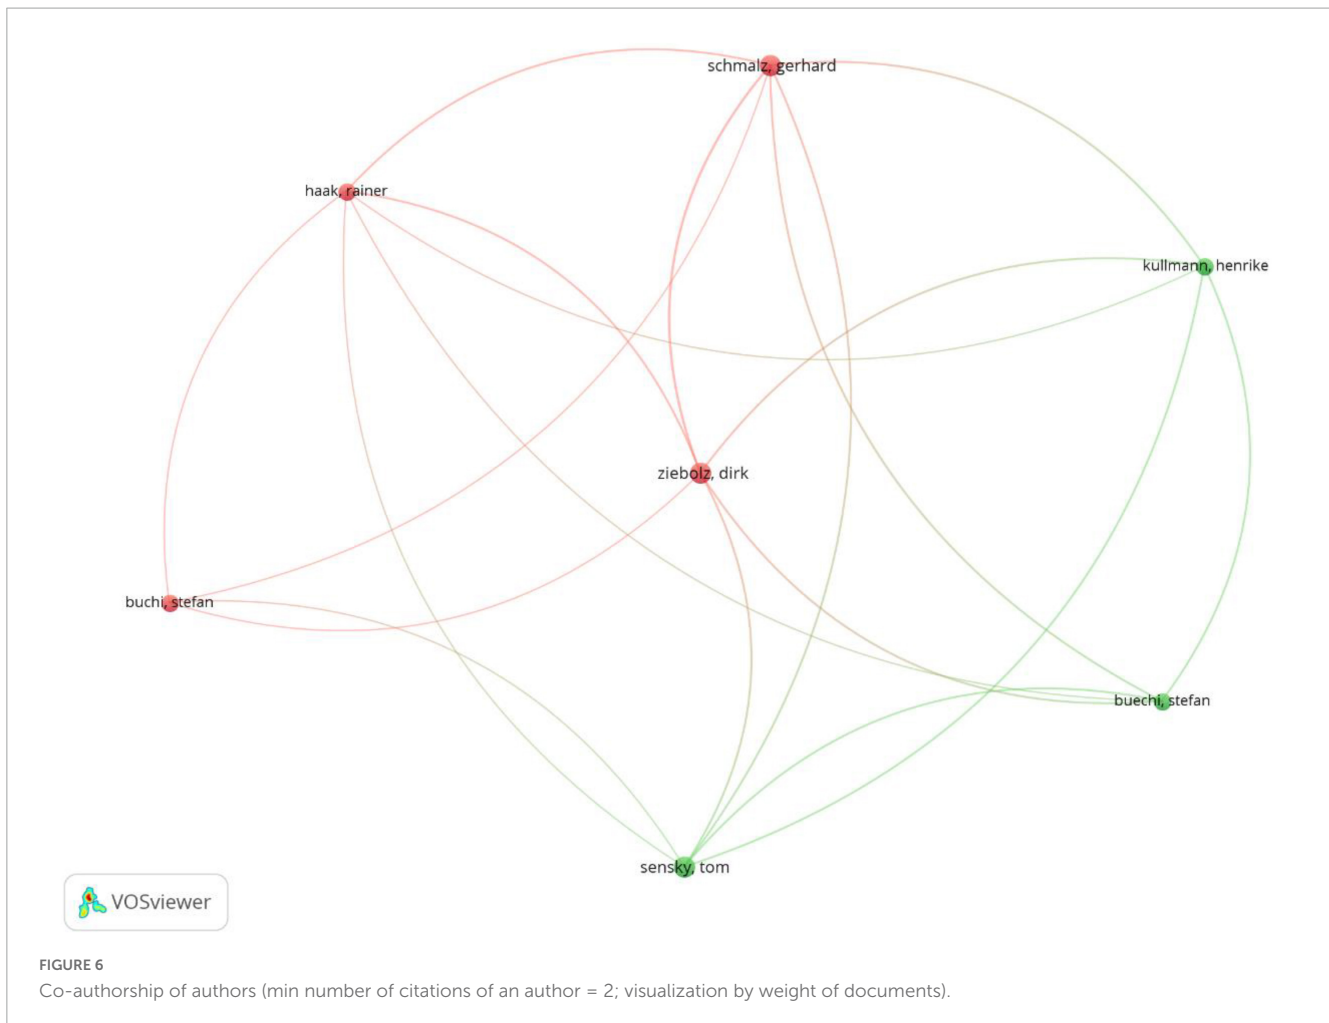 schmalz, gerhard
haak, rainer
kullmann, henrike
ziebolz, dirk
buchi, stefan
buechi, stefan
sensky, tom
VOSviewer
FIGURE 6
Co-authorship of authors (min number of citations of an author = 2; visualization by weight of documents).